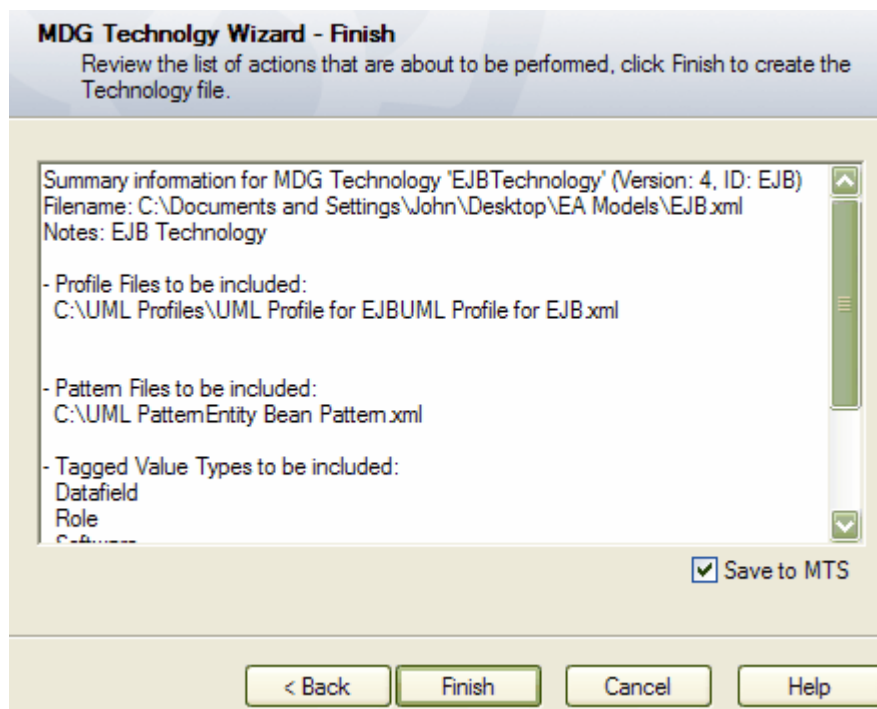 MDG Technolgy Wizard - Finish
Review the list of actions that are about to be performed, click Finish to create the
Technology file.
Summary information for MDG Technology 'EJBTechnology' (Version: 4, ID: EJB)
Filename: C:\Documents and Settings\John\Desktop\EA Models\EJB.xml
Notes: EJB Technology
- Profile Files to be included:
C:\UML Profiles\UML Profile for EJBUML Profile for EJB.xml
- Pattern Files to be included:
C:\UML PatternEntity Bean Pattern.xml
- Tagged Value Types to be included:
Datafield
Role
Software
Save to MTS
< Back
Finish
Cancel
Help